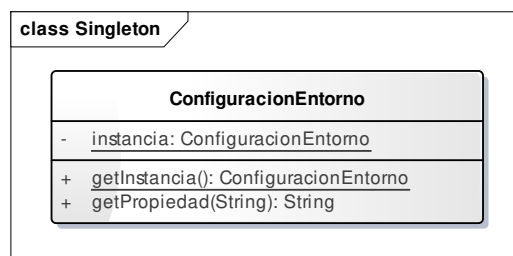 class Singleton
ConfiguracionEntorno
- instancia: ConfiguracionEntorno
+ getInstancia(): ConfiguracionEntorno
+ getPropiedad(String): String